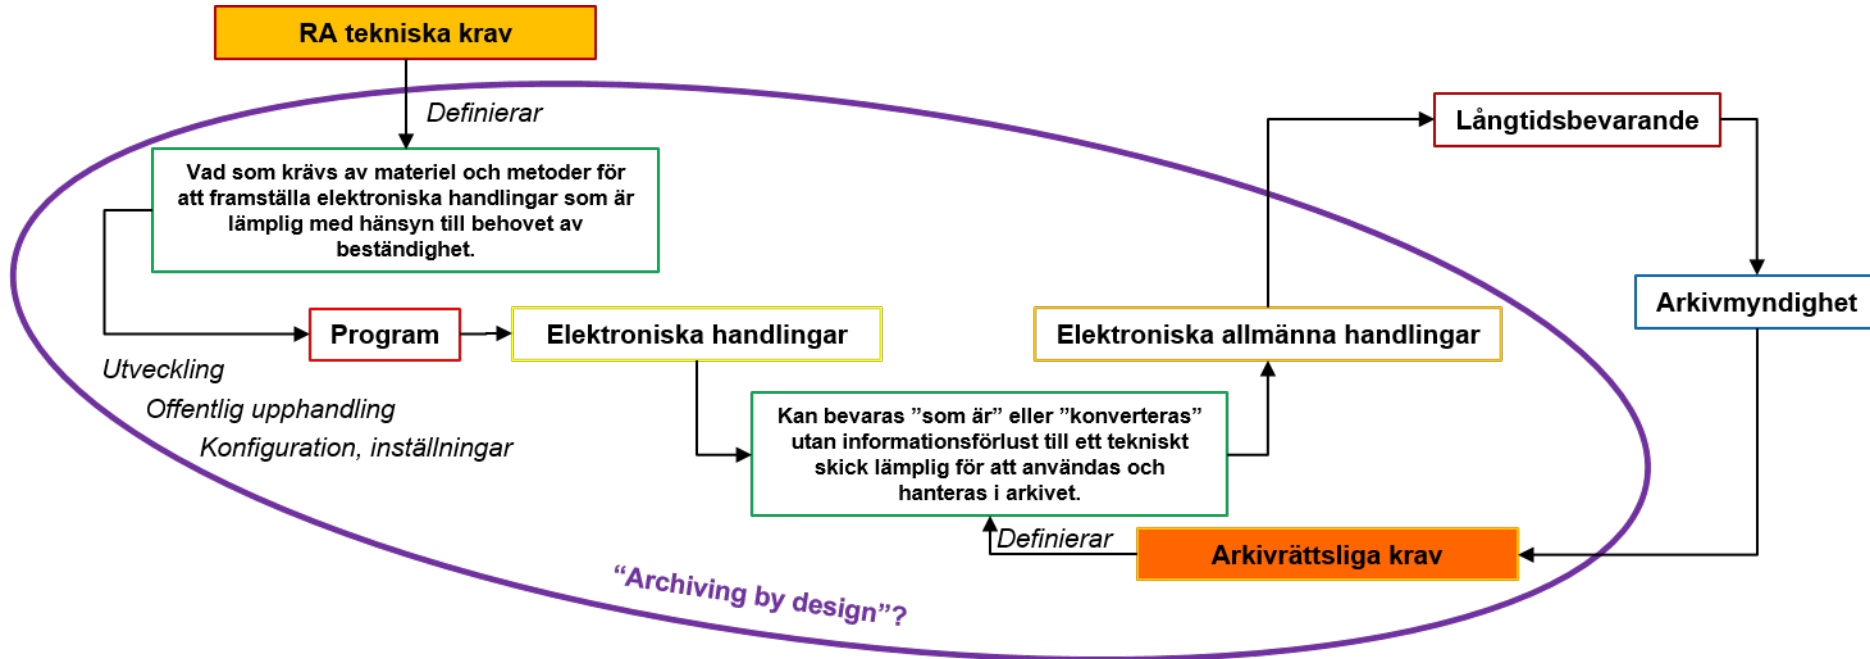 RA tekniska krav
Definierar
Vad som krävs av materiel och metoder för
att framställa elektroniska handlingar som är
lämplig med hänsyn till behovet av
beständighet.
Långtidsbevarande
Arkivmyndighet
Program
Elektroniska handlingar
Elektroniska allmänna handlingar
Utveckling
Offentlig upphandling
Konfiguration, inställningar
Kan bevaras ”som är” eller ”konverteras”
utan informationsförlust till ett tekniskt
skick lämplig för att användas och
hanteras i arkivet.
Definierar
Arkivrättsliga krav
“Archiving by design”?